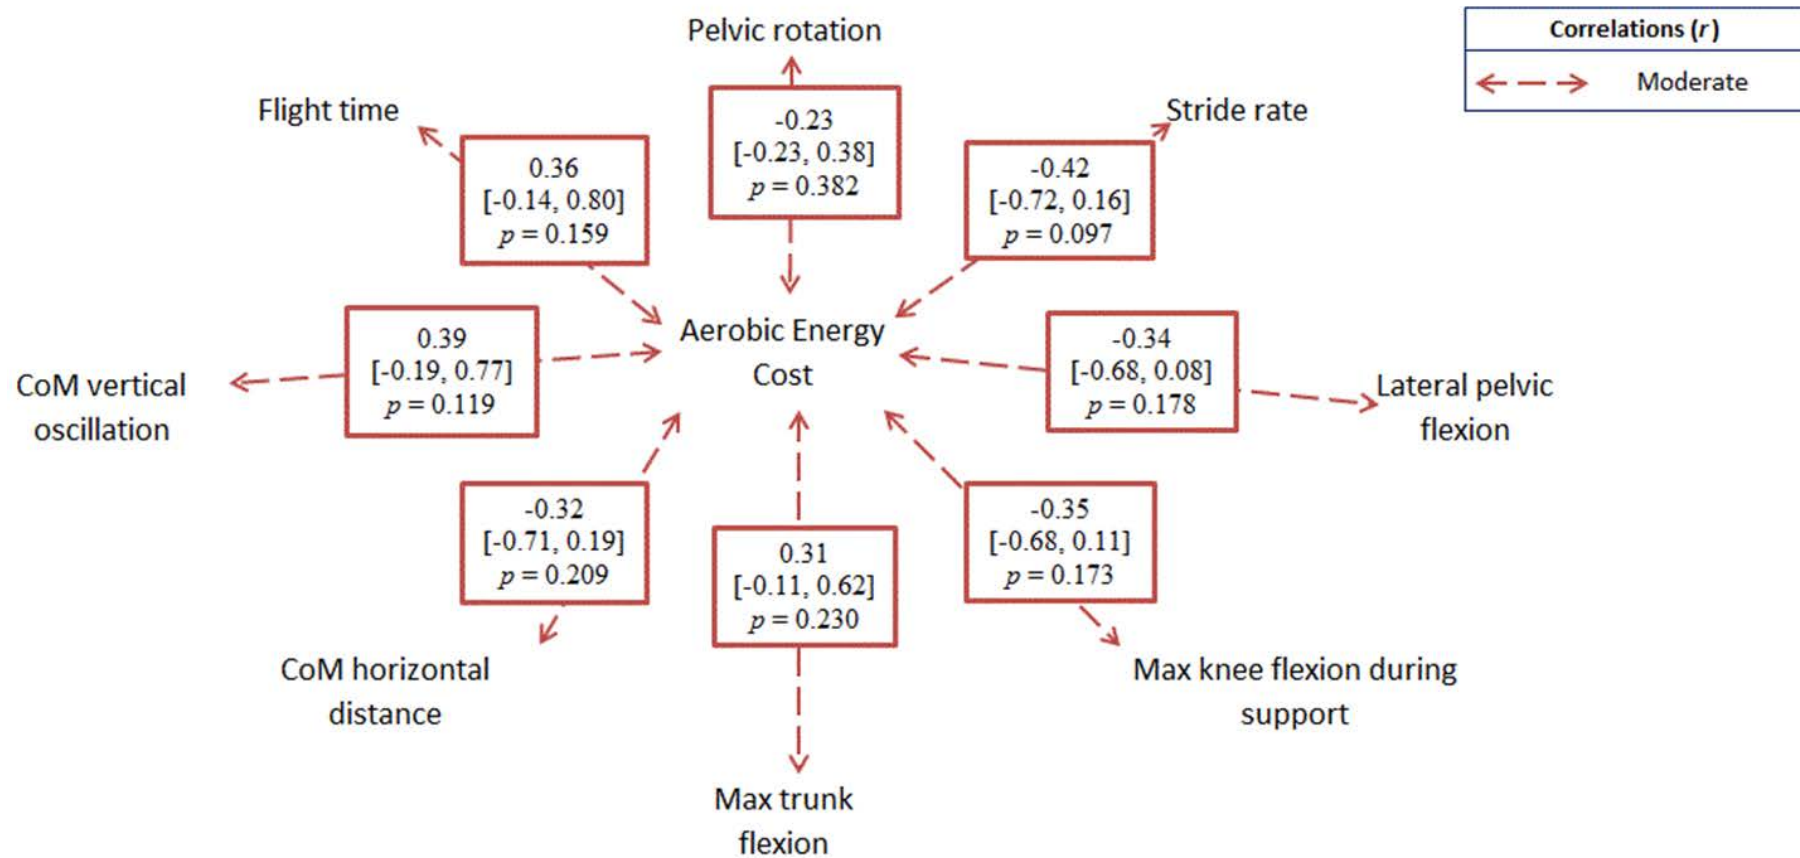 Pelvic rotation
Correlations (r)
Moderate
Flight time
Stride rate
-0.23
[-0.23, 0.38]
p = 0.382
0.36
[-0.14, 0.80]
p = 0.159
-0.42
[-0.72, 0.16]
p = 0.097
Aerobic Energy
Cost
0.39
[-0.19, 0.77]
p = 0.119
-0.34
[-0.68, 0.08]
p = 0.178
CoM vertical
oscillation
Lateral pelvic
flexion
-0.32
[-0.71, 0.19]
p = 0.209
0.31
[-0.11, 0.62]
p = 0.230
-0.35
[-0.68, 0.11]
p = 0.173
CoM horizontal
distance
Max knee flexion during
support
Max trunk
flexion